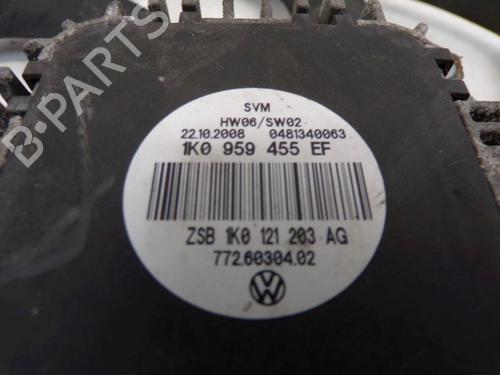 B-PARTS
SVM
HW06/SW02
22.10.2008 0481340063
1K0 959 455 EF
ZSB 1K0 121 203 AG
772.60304.02